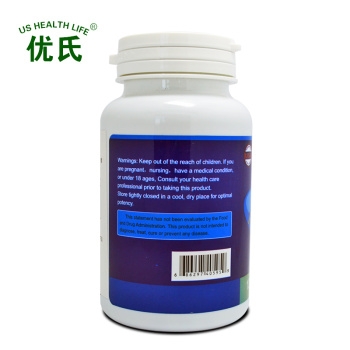 US HEALTH LIFE®
优氏
Warnings: Keep out of the reach of children. If you
are pregnant, nursing, have a medical condition,
or under 18 ages, Consult your health care
professional prior to taking this product.
Store tightly closed in a cool, dry place for optimal
potency.
This statement has not been evaluated by the Food
and Drug Administration. This product is not intended to
diagnose, treat, cure or prevent any disease.